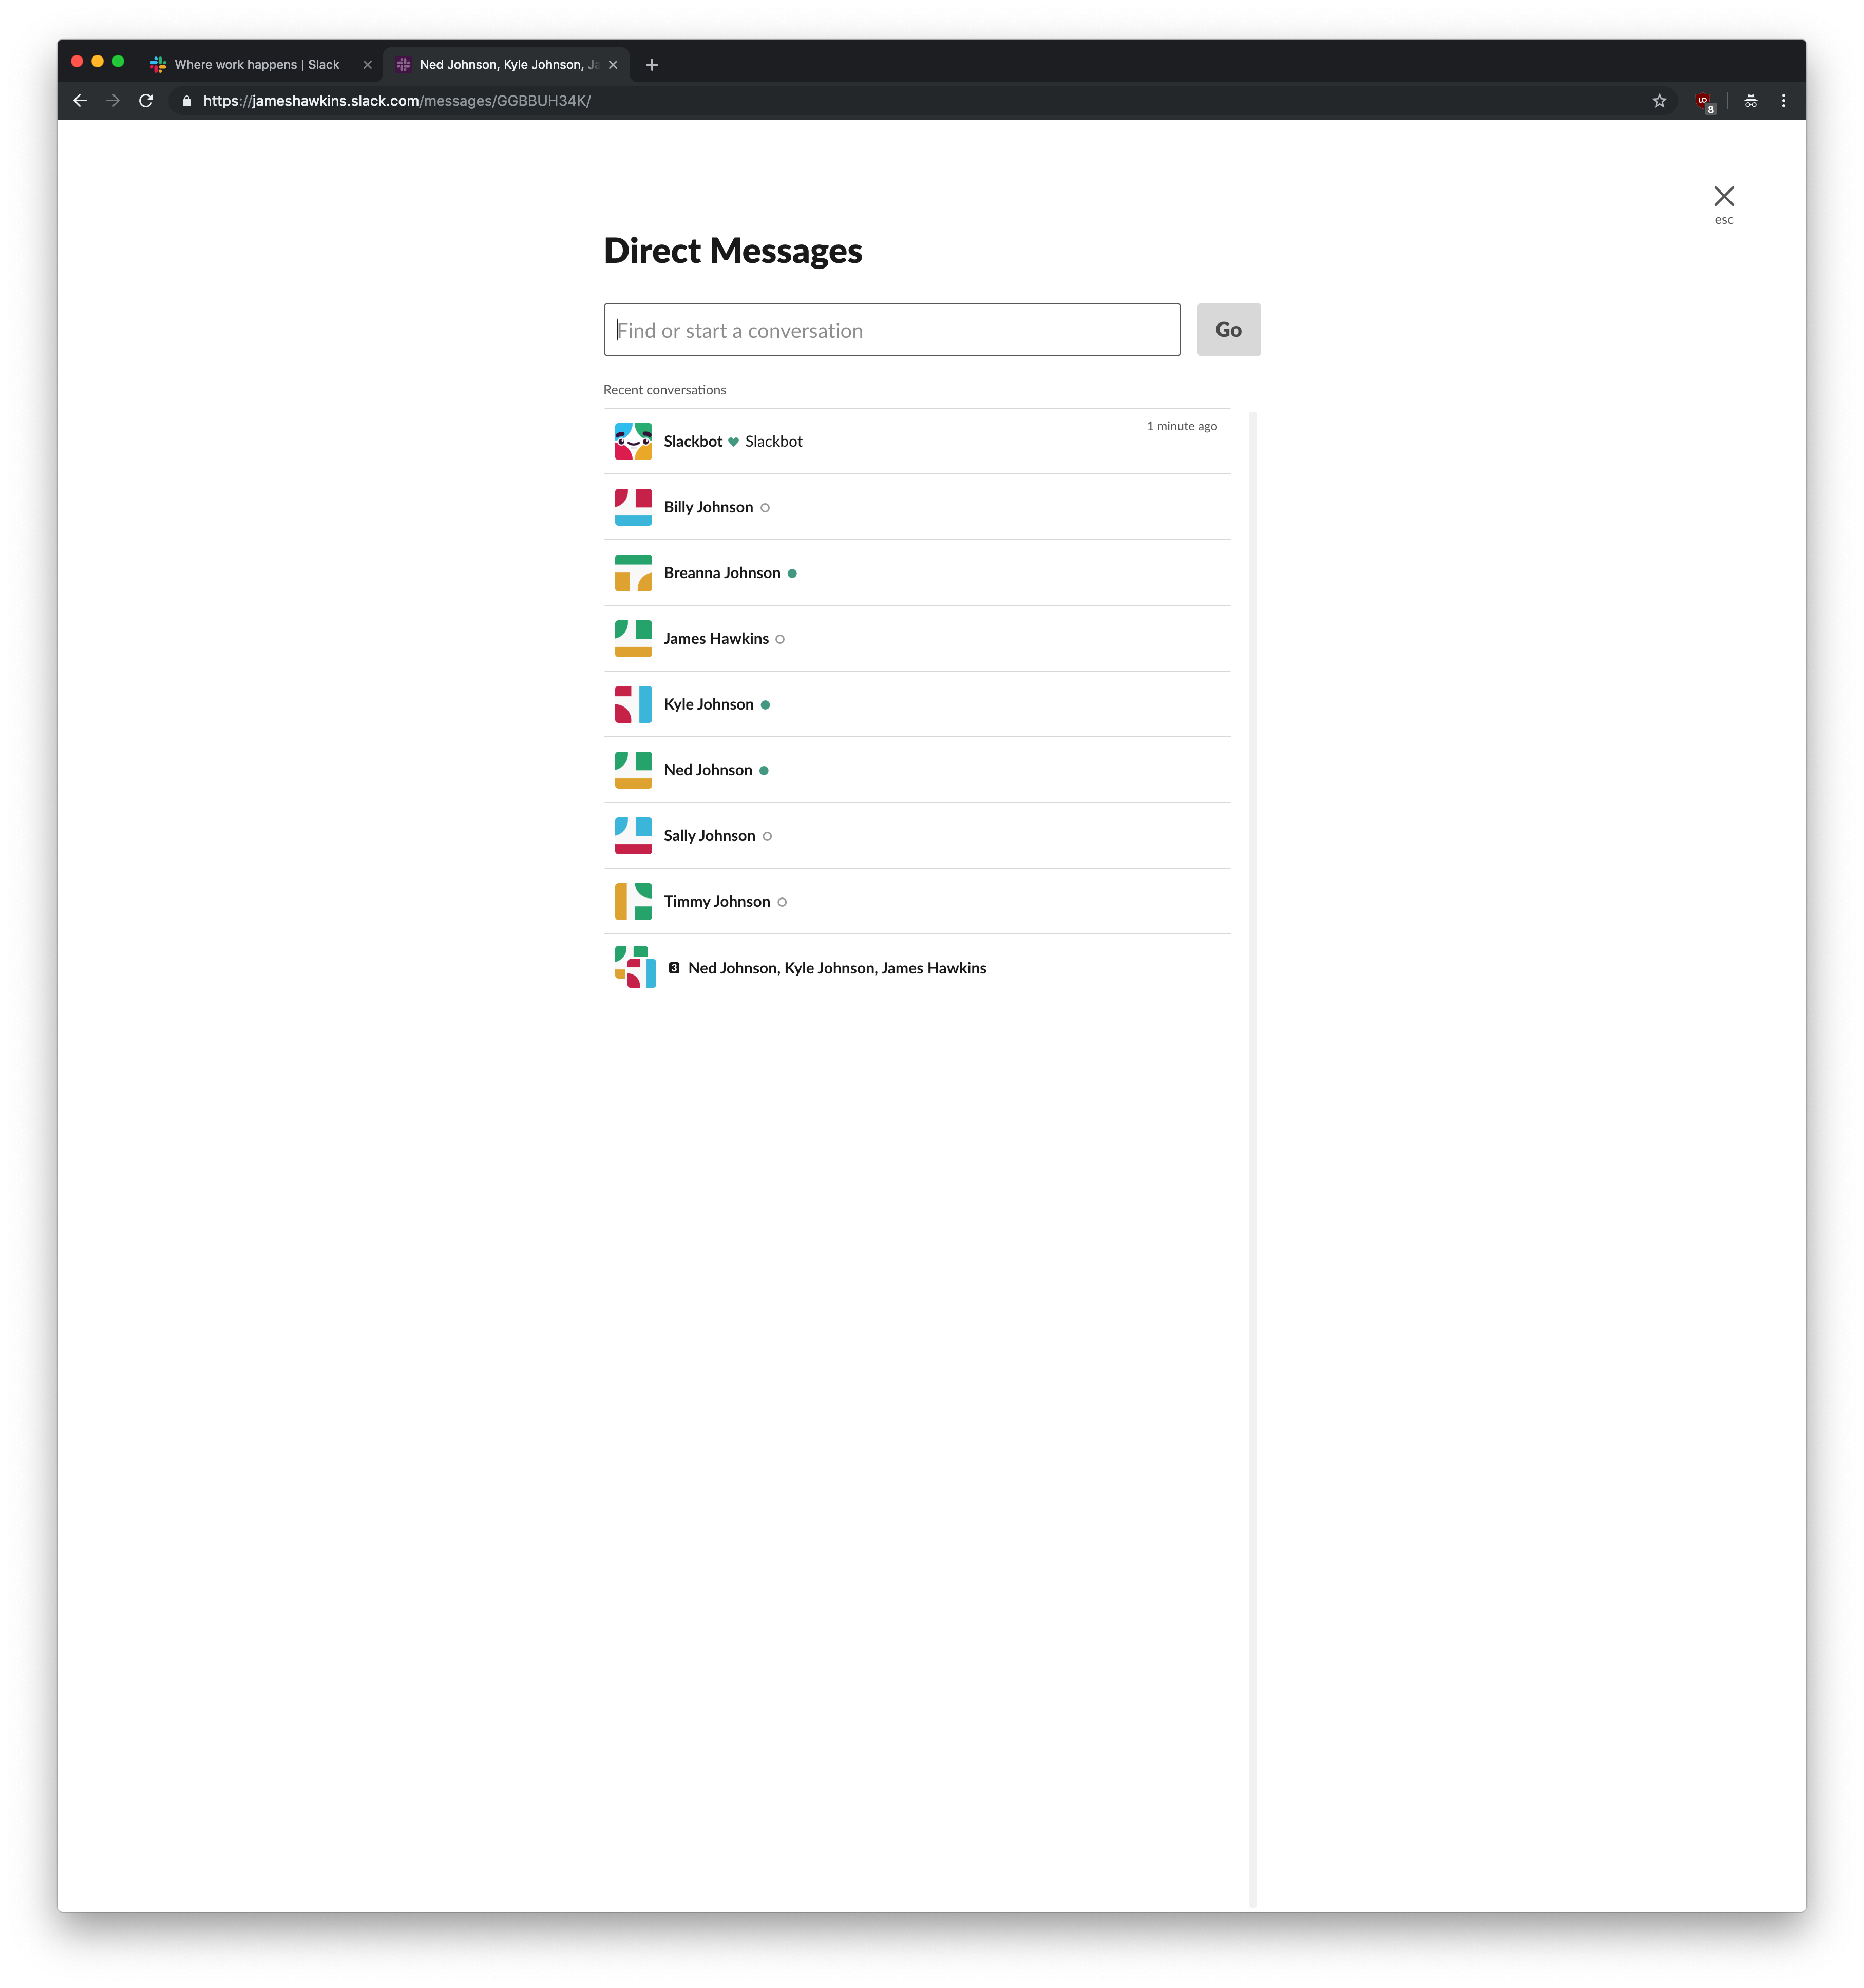 Where work happens | Slack
Ned Johnson, Kyle Johnson, Ja
https://jameshawkins.slack.com/messages/GGBBUH34K/
8
esc
Direct Messages
Find or start a conversation
Go
Recent conversations
1 minute ago
Slackbot ♥ Slackbot
Billy Johnson
Breanna Johnson
James Hawkins
Kyle Johnson
Ned Johnson
Sally Johnson
Timmy Johnson
3 Ned Johnson, Kyle Johnson, James Hawkins